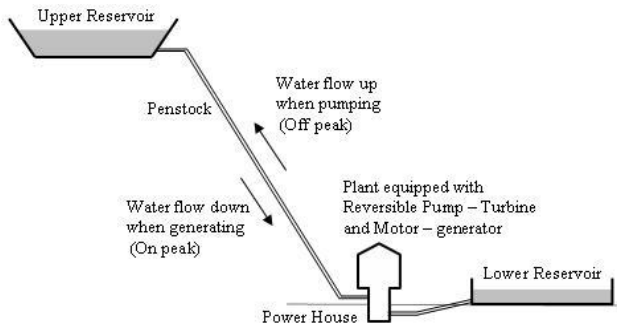 Upper Reservoir
Penstock
Water flow up
when pumping
(Off peak)
Water flow down
when generating
(On peak)
Plant equipped with
Reversible Pump – Turbine
and Motor – generator
Lower Reservoir
Power House